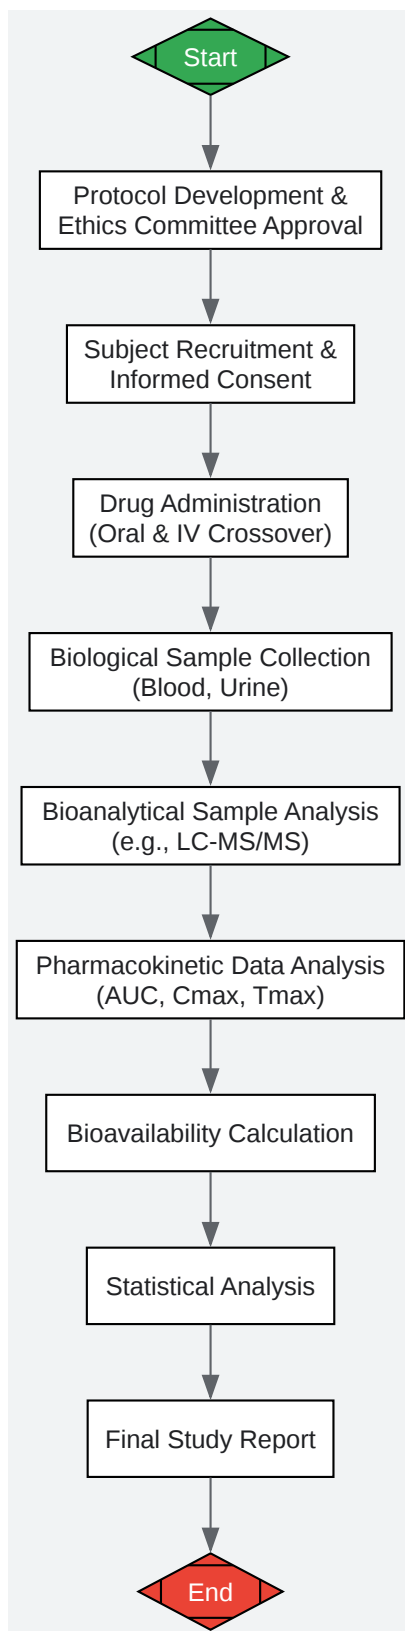 Start
Protocol Development &
Ethics Committee Approval
Subject Recruitment &
Informed Consent
Drug Administration
(Oral & IV Crossover)
Biological Sample Collection
(Blood, Urine)
Bioanalytical Sample Analysis
(e.g., LC-MS/MS)
Pharmacokinetic Data Analysis
(AUC, Cmax, Tmax)
Bioavailability Calculation
Statistical Analysis
Final Study Report
End